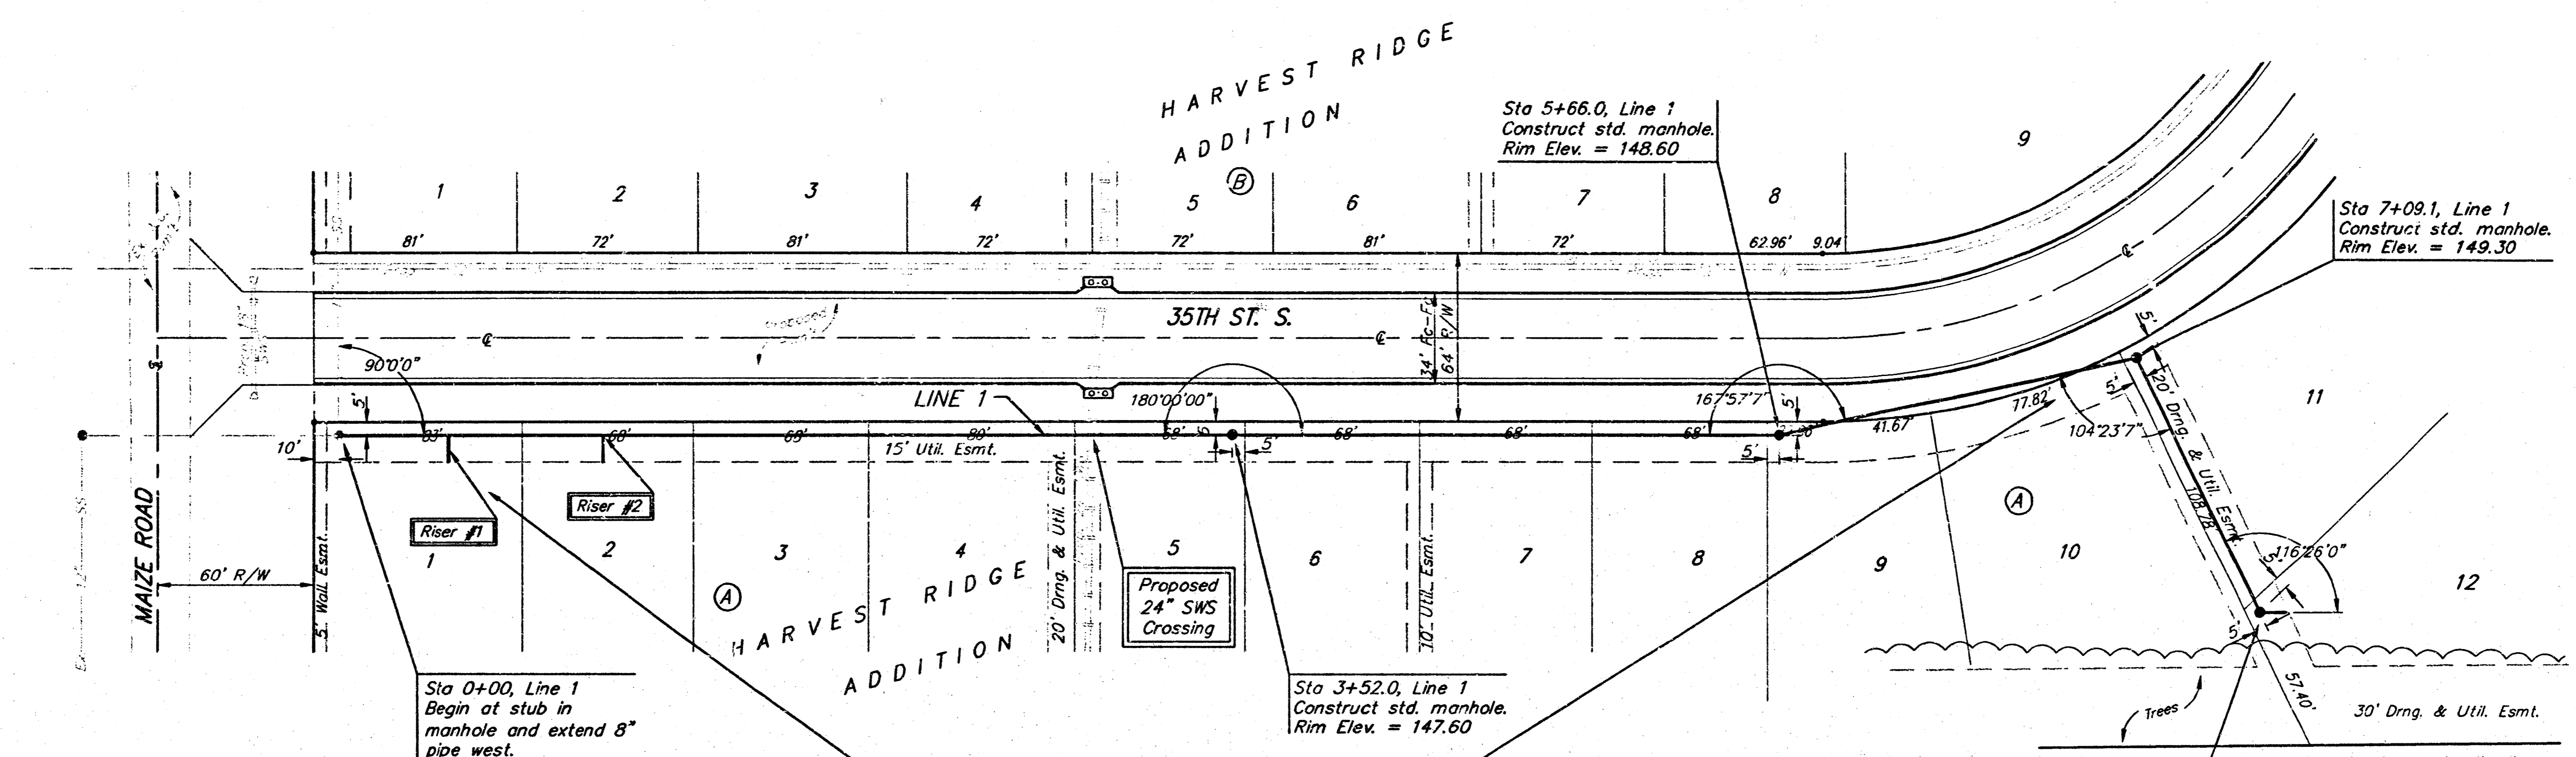 HARVEST RIDGE
ADDITION
B
Sta 5+66.0, Line 1
Construct std. manhole.
Rim Elev. = 148.60
9
Sta 7+09.1, Line 1
Construct std. manhole.
Rim Elev. = 149.30
1
2
3
4
5
6
7
8
81'
72'
81'
72'
72'
81'
72'
62.96'
9.04
35TH ST. S.
34' Fc-Fc
64' R/W
Proposed
90°0'0"
LINE 1
180°00'00"
167°57'7"
5'
5'
5'
5'
5'
10'
83'
68'
68'
80'
68'
68'
68'
68'
5'
41.67'
77.82'
5'
5'
104°23'7"
15' Util. Esmt.
20' Drng. & Util. Esmt.
108.78
116°26'0"
5'
5'
11
12
Riser #1
Riser #2
1
2
3
4
5
6
7
8
9
10
A
A
HARVEST RIDGE
ADDITION
20' Drng. & Util. Esmt.
10' Util. Esmt.
Proposed
24" SWS
Crossing
MAIZE ROAD
60' R/W
5' Wall Esmt.
Sta 0+00, Line 1
Begin at stub in
manhole and extend 8"
pipe west.
Sta 3+52.0, Line 1
Construct std. manhole.
Rim Elev. = 147.60
Trees
57.40'
30' Drng. & Util. Esmt.